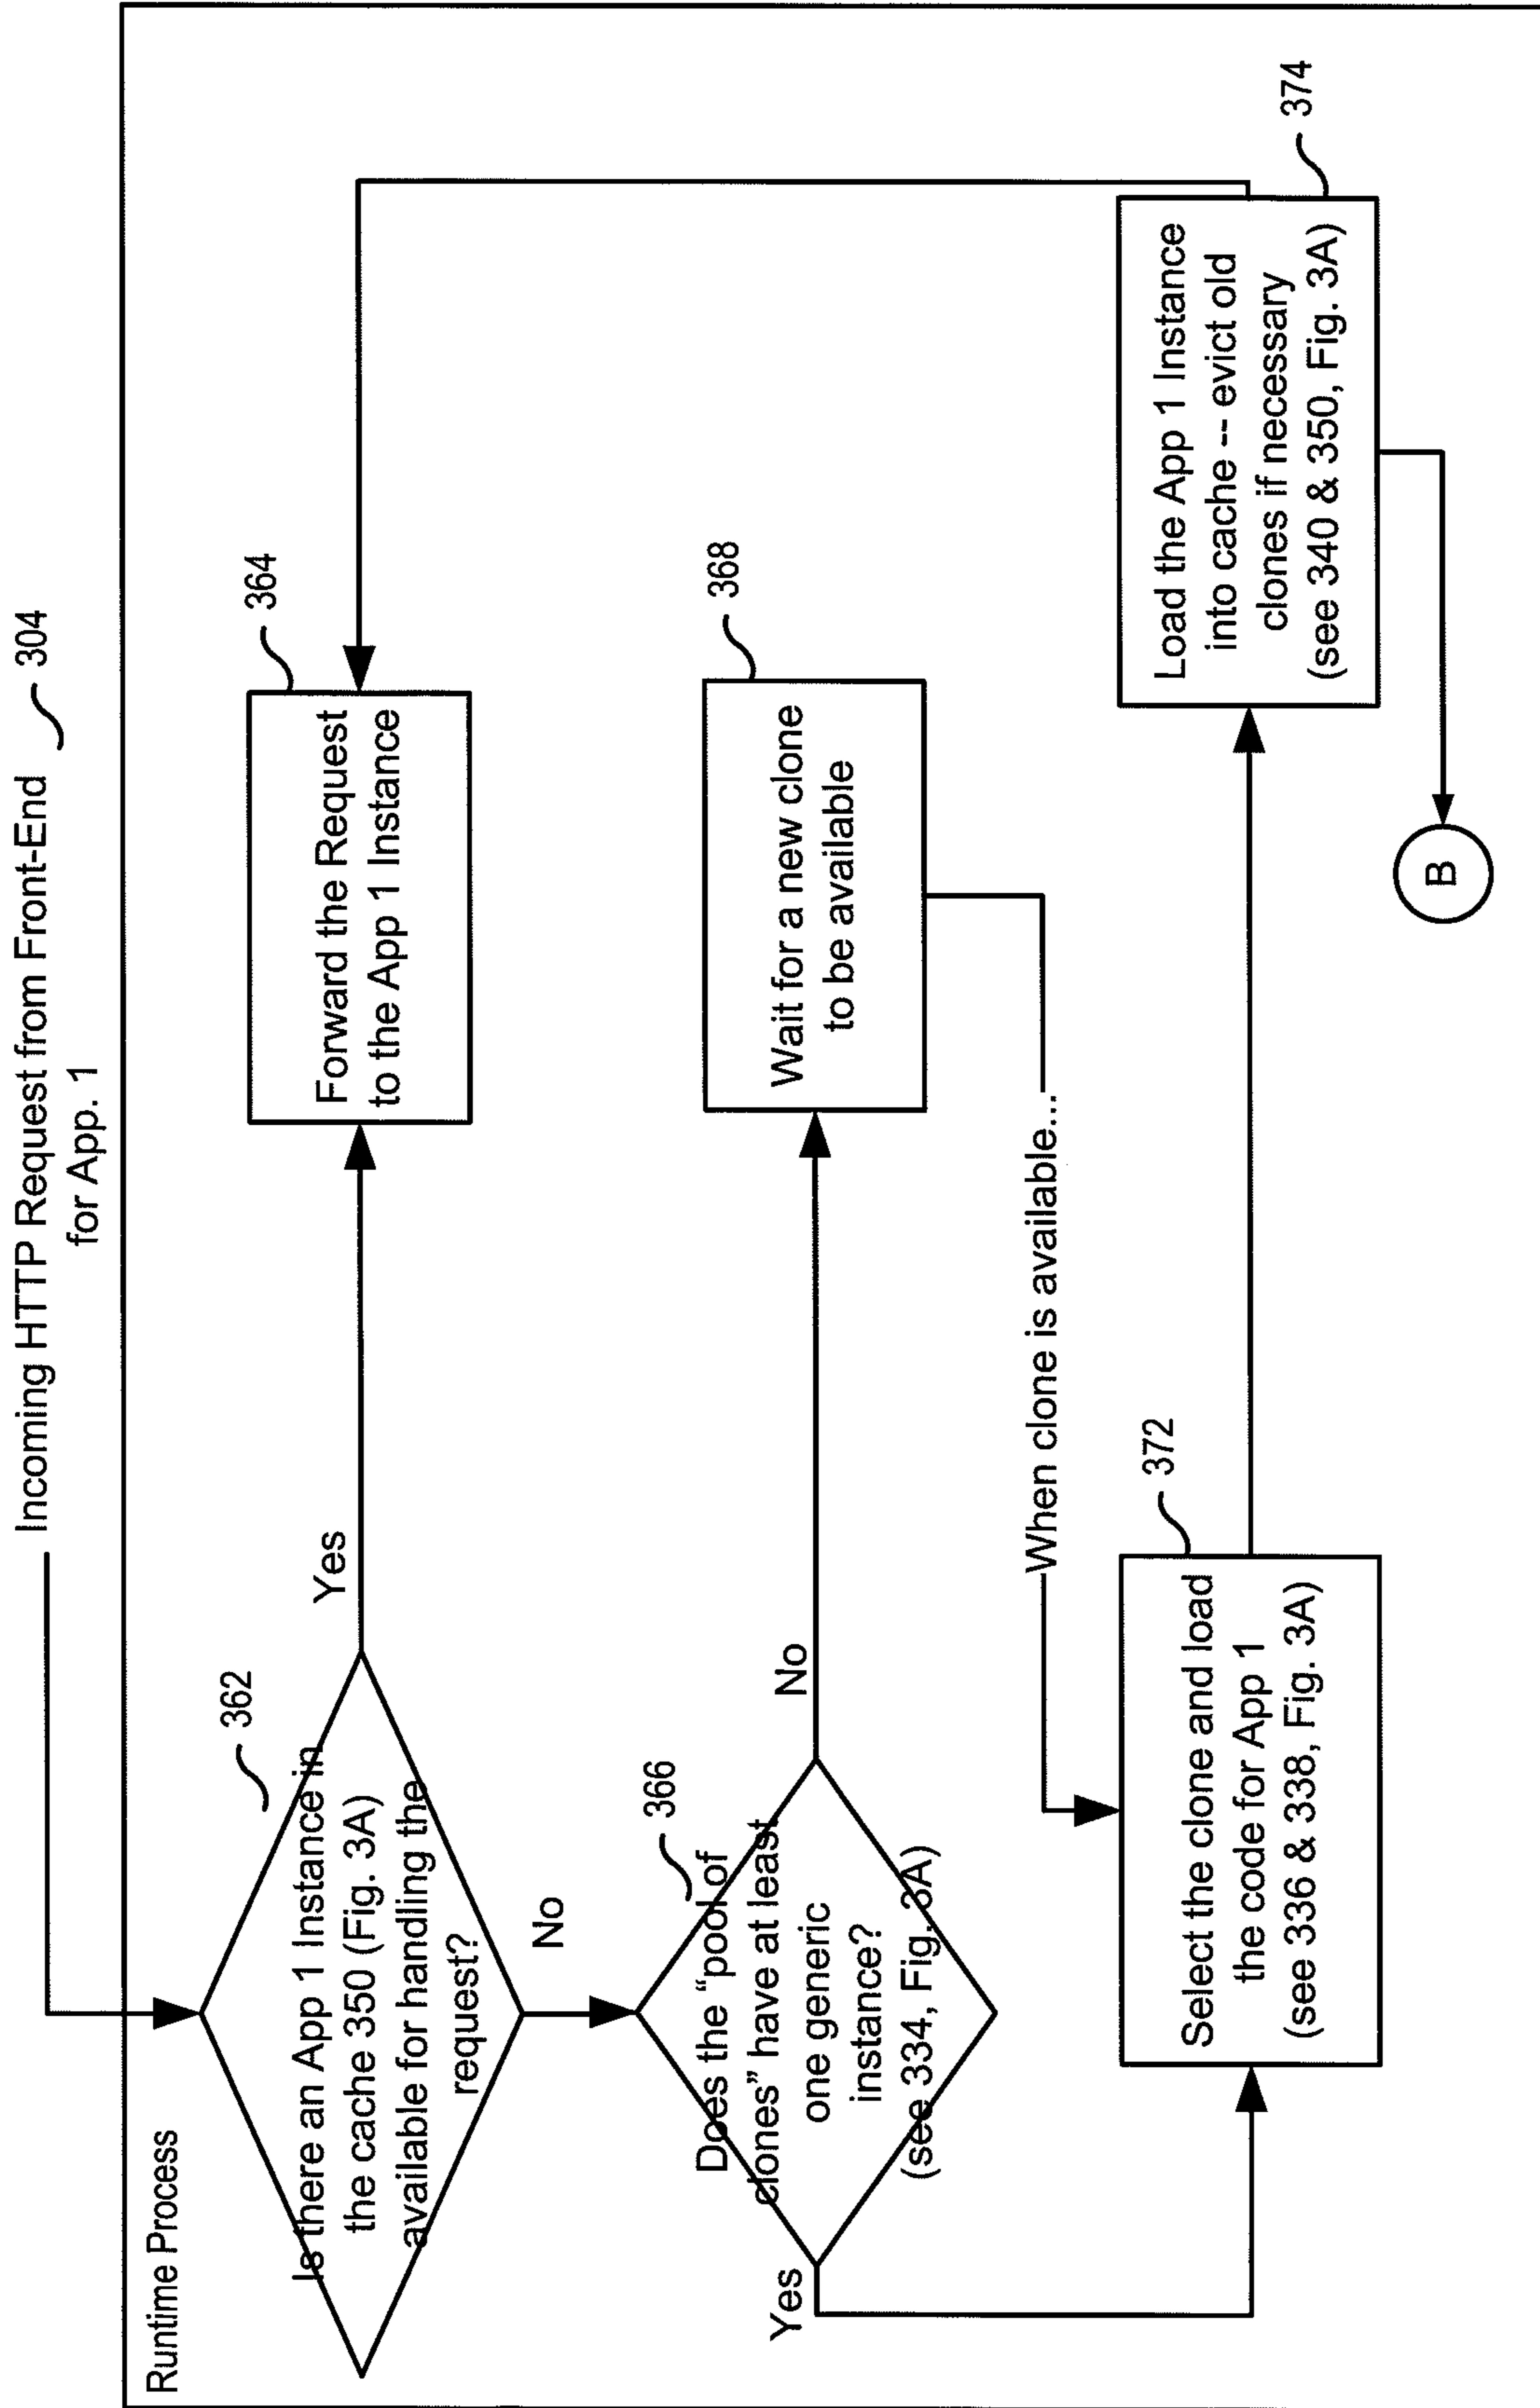 Incoming HTTP Request from Front-End
for App. 1
304
Runtime Process
Is there an App 1 Instance in
the cache 350 (Fig. 3A)
available for handling the
request?
362
Yes
No
Forward the Request
to the App 1 Instance
364
Does the “pool of
clones” have at least
one generic
instance?
(see 334, Fig. 3A)
366
No
Yes
Wait for a new clone
to be available
368
When clone is available...
Select the clone and load
the code for App 1
(see 336 & 338, Fig. 3A)
372
Load the App 1 Instance
into cache -- evict old
clones if necessary
(see 340 & 350, Fig. 3A)
374
B